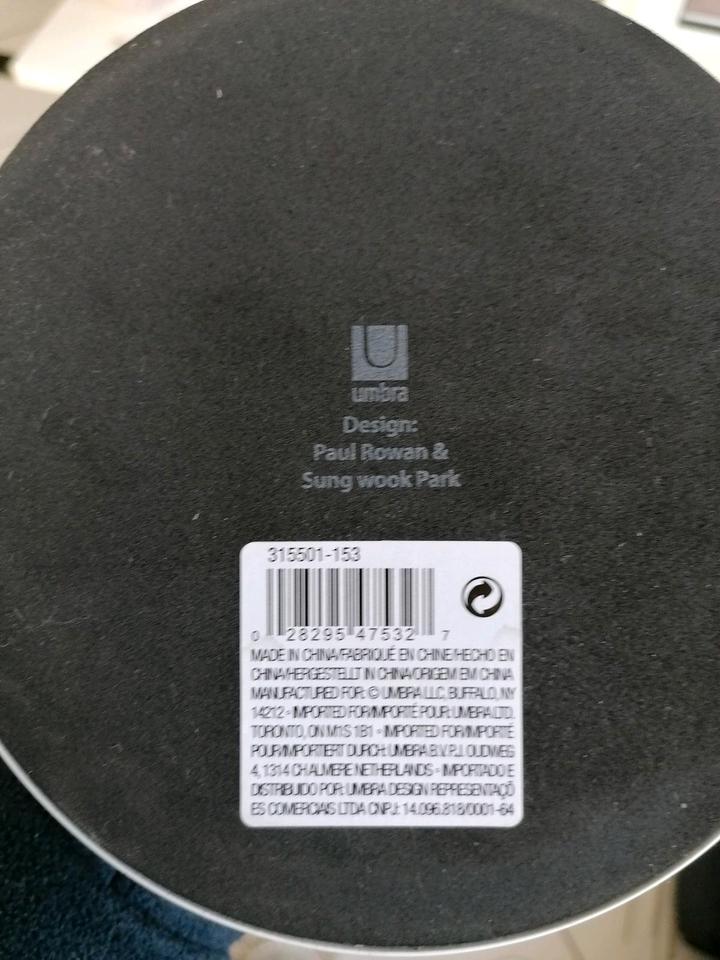 umbra
Design:
Paul Rowan &
Sung wook Park
315501-153
0 28295 47532 7
MADE IN CHINA/FABRIQUÉ EN CHINE/HECHO EN
CHINA/HERGESTELLT IN CHINA/ORIGEM EM CHINA
MANUFACTURED FOR: © UMBRA LLC, BUFFALO, NY
14212 • IMPORTED FOR/IMPORTÉ POUR: UMBRA LTD.
TORONTO, ON M1S 1B1 • IMPORTED FOR/IMPORTÉ
POUR/IMPORTIERT DURCH: UMBRA B.V. P.J. OUDWEG
4, 1314 CH ALMERE NETHERLANDS • IMPORTADO E
DISTRIBUIDO POR: UMBRA DESIGN REPRESENTAÇÕ
ES COMERCIAIS LTDA CNPJ: 14.096.818/0001-64